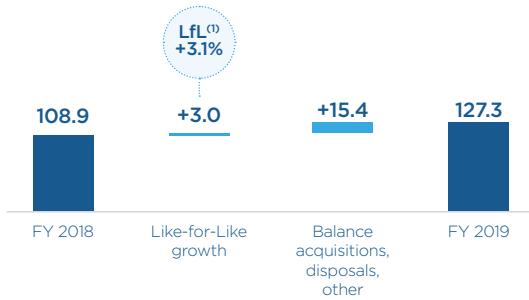 LfL(1)
+3.1%
108.9
+3.0
+15.4
127.3
FY 2018
Like-for-Like
growth
Balance
acquisitions,
disposals,
other
FY 2019